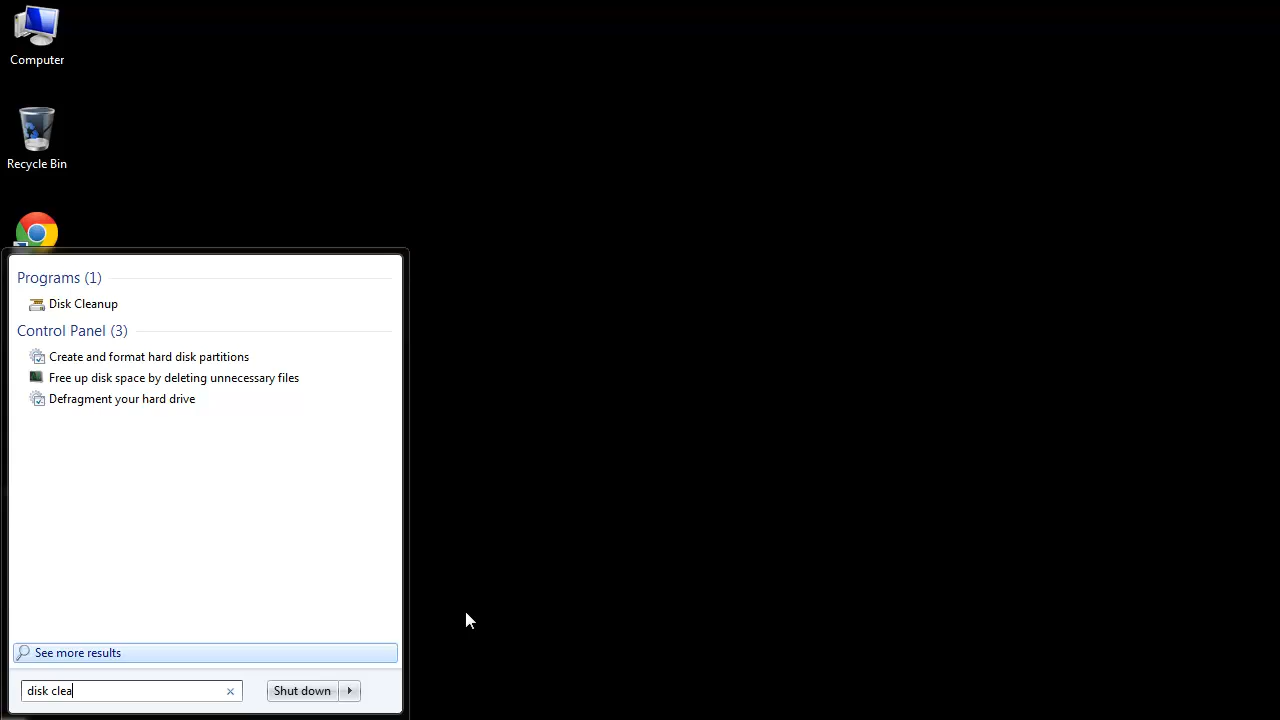 Computer
Recycle Bin
Programs (1)
Disk Cleanup
Control Panel (3)
Create and format hard disk partitions
Free up disk space by deleting unnecessary files
Defragment your hard drive
See more results
disk clea
Shut down